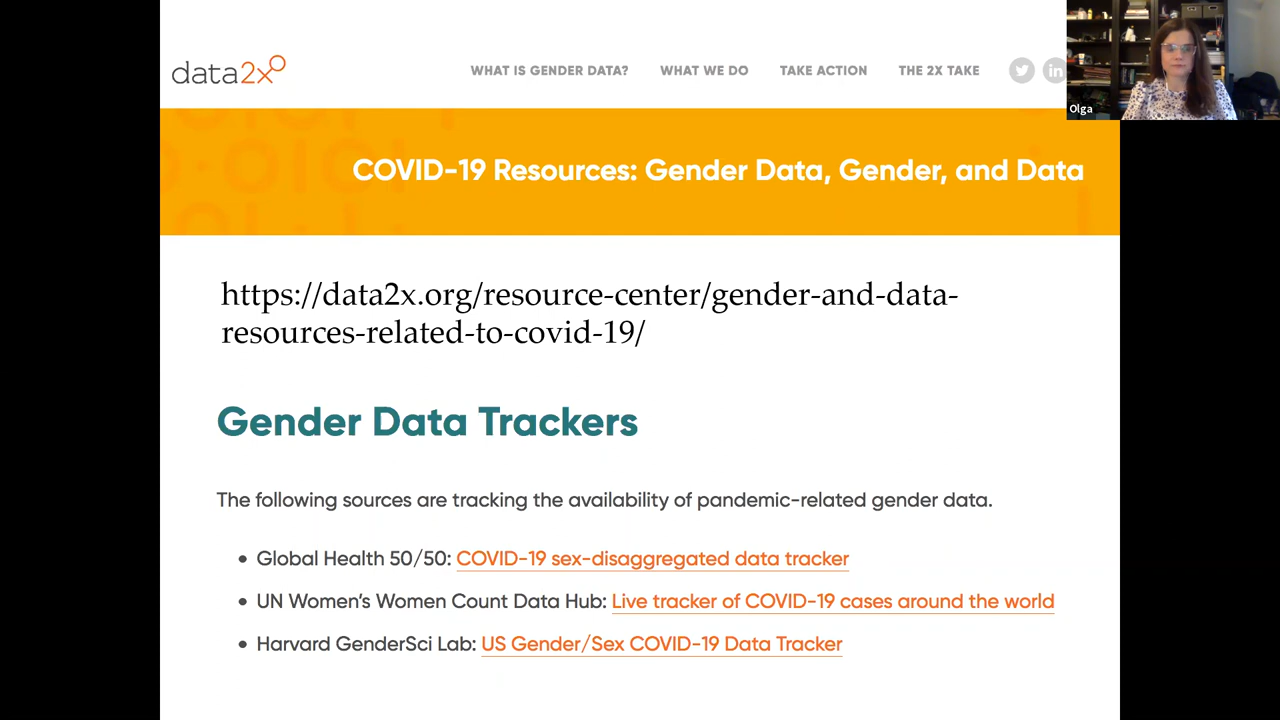 data2x
WHAT IS GENDER DATA? WHAT WE DO TAKE ACTION THE 2X TAKE
in
Olga
COVID-19 Resources: Gender Data, Gender, and Data
https://data2x.org/resource-center/gender-and-data-
resources-related-to-covid-19/
Gender Data Trackers
The following sources are tracking the availability of pandemic-related gender data.
• Global Health 50/50: COVID-19 sex-disaggregated data tracker
• UN Women's Women Count Data Hub: Live tracker of COVID-19 cases around the world
• Harvard GenderSci Lab: US Gender/Sex COVID-19 Data Tracker